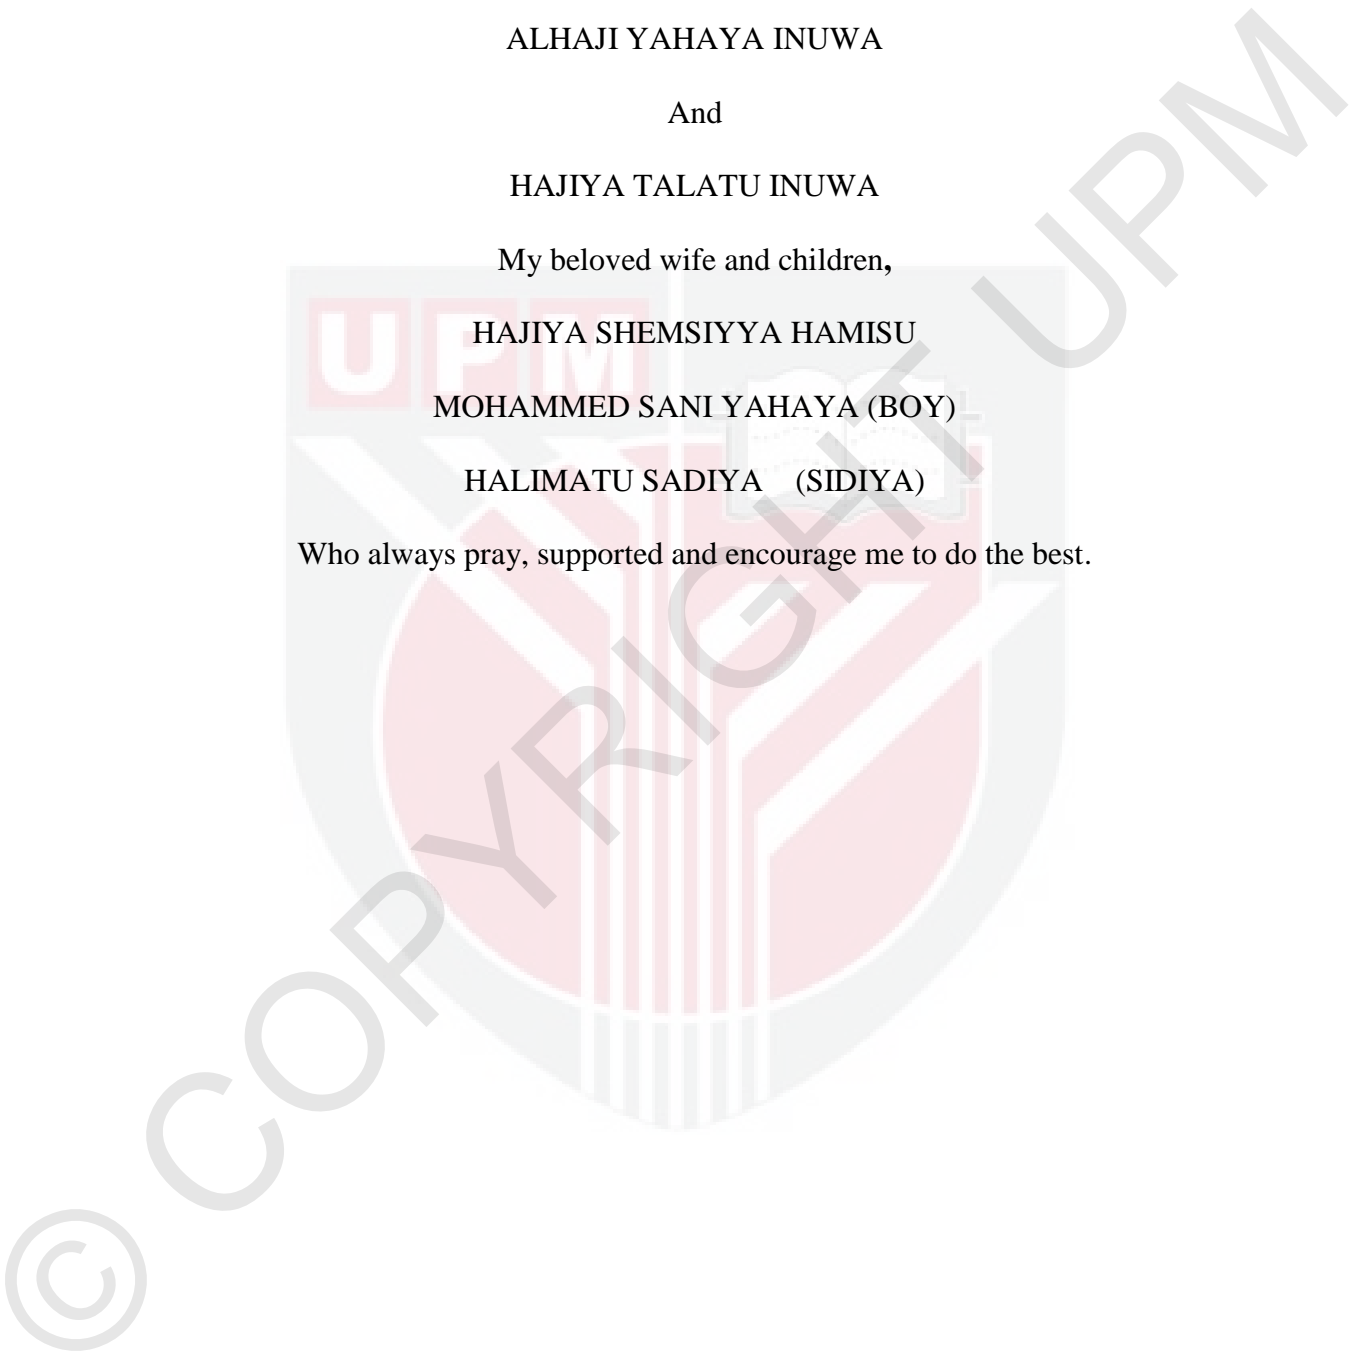 ALHAJI YAHAYA INUWA
And
HAJIYA TALATU INUWA
My beloved wife and children,
HAJIYA SHEMSIYYA HAMISU
MOHAMMED SANI YAHAYA (BOY)
HALIMATU SADIYA (SIDIYA)
Who always pray, supported and encourage me to do the best.
UPM
© COPYRIGHT UPM